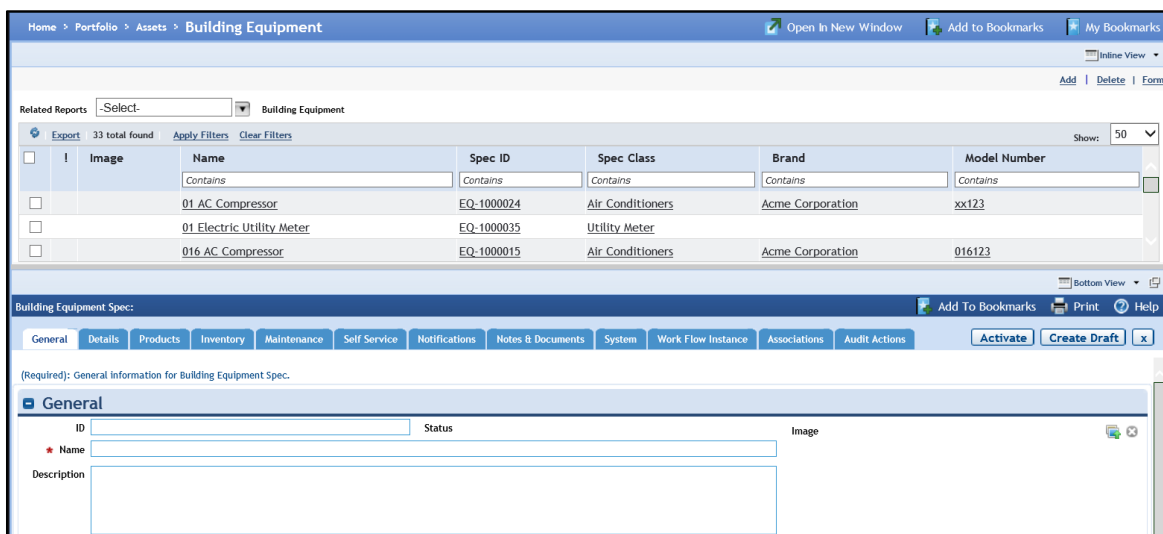 Home > Portfolio > Assets > Building Equipment Open In New Window Add to Bookmarks My Bookmarks
Inline View
Add | Delete | Form
Related Reports -Select- Building Equipment
Export 33 total found Apply Filters Clear Filters Show: 50
! Image Name Spec ID Spec Class Brand Model Number
Contains Contains Contains Contains Contains
01 AC Compressor EQ-1000024 Air Conditioners Acme Corporation xx123
01 Electric Utility Meter EQ-1000035 Utility Meter
016 AC Compressor EQ-1000015 Air Conditioners Acme Corporation 016123
Bottom View
Building Equipment Spec: Add To Bookmarks Print Help
General Details Products Inventory Maintenance Self Service Notifications Notes & Documents System Work Flow Instance Associations Audit Actions Activate Create Draft x
(Required): General information for Building Equipment Spec.
General
ID Status Image
* Name
Description